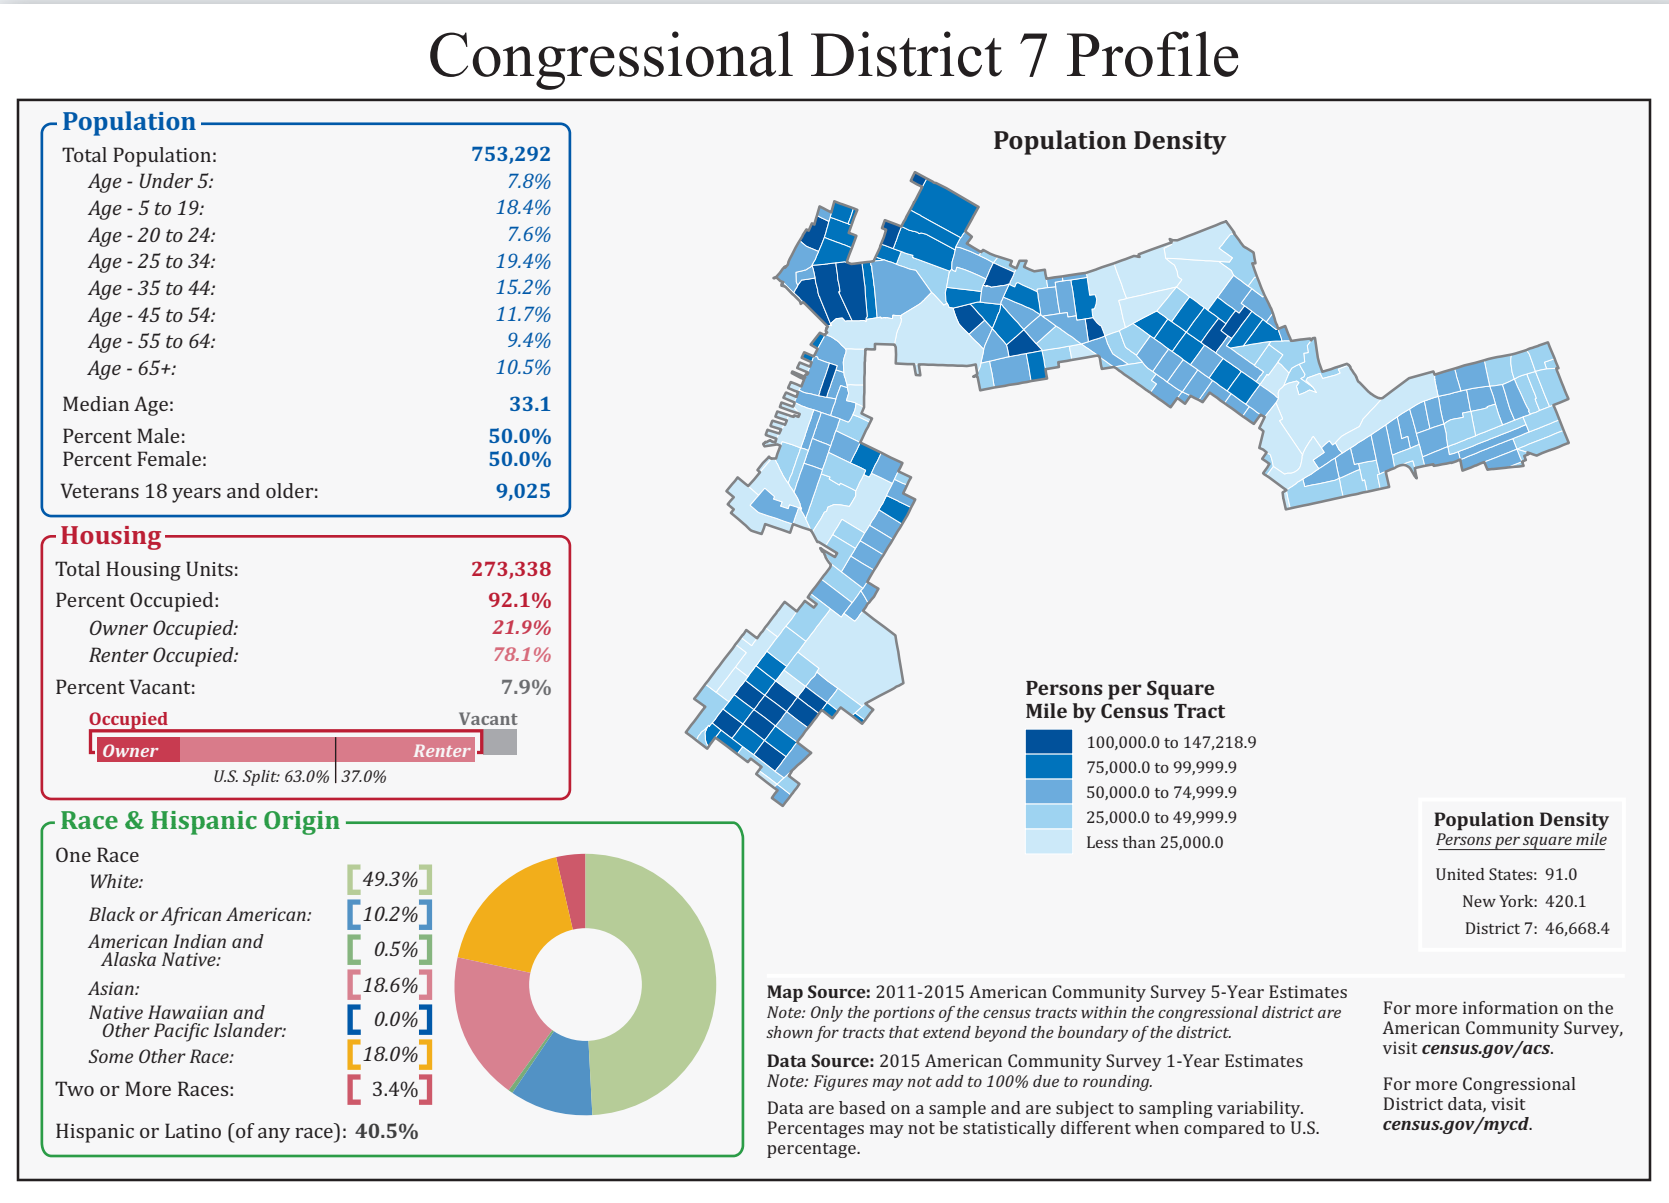 Congressional District 7 Profile
Population
Total Population: 753,292
Age - Under 5: 7.8%
Age - 5 to 19: 18.4%
Age - 20 to 24: 7.6%
Age - 25 to 34: 19.4%
Age - 35 to 44: 15.2%
Age - 45 to 54: 11.7%
Age - 55 to 64: 9.4%
Age - 65+: 10.5%
Median Age: 33.1
Percent Male: 50.0%
Percent Female: 50.0%
Veterans 18 years and older: 9,025
Housing
Total Housing Units: 273,338
Percent Occupied: 92.1%
Owner Occupied: 21.9%
Renter Occupied: 78.1%
Percent Vacant: 7.9%
Occupied Vacant
Owner Renter
U.S. Split: 63.0% 37.0%
Race & Hispanic Origin
One Race
White: 49.3%
Black or African American: 10.2%
American Indian and
Alaska Native: 0.5%
Asian: 18.6%
Native Hawaiian and
Other Pacific Islander: 0.0%
Some Other Race: 18.0%
Two or More Races: 3.4%
Hispanic or Latino (of any race): 40.5%
Population Density
Persons per Square
Mile by Census Tract
100,000.0 to 147,218.9
75,000.0 to 99,999.9
50,000.0 to 74,999.9
25,000.0 to 49,999.9
Less than 25,000.0
Population Density
Persons per square mile
United States: 91.0
New York: 420.1
District 7: 46,668.4
Map Source: 2011-2015 American Community Survey 5-Year Estimates
Note: Only the portions of the census tracts within the congressional district are
shown for tracts that extend beyond the boundary of the district.
Data Source: 2015 American Community Survey 1-Year Estimates
Note: Figures may not add to 100% due to rounding.
Data are based on a sample and are subject to sampling variability.
Percentages may not be statistically different when compared to U.S.
percentage.
For more information on the
American Community Survey,
visit census.gov/acs.
For more Congressional
District data, visit
census.gov/mycd.